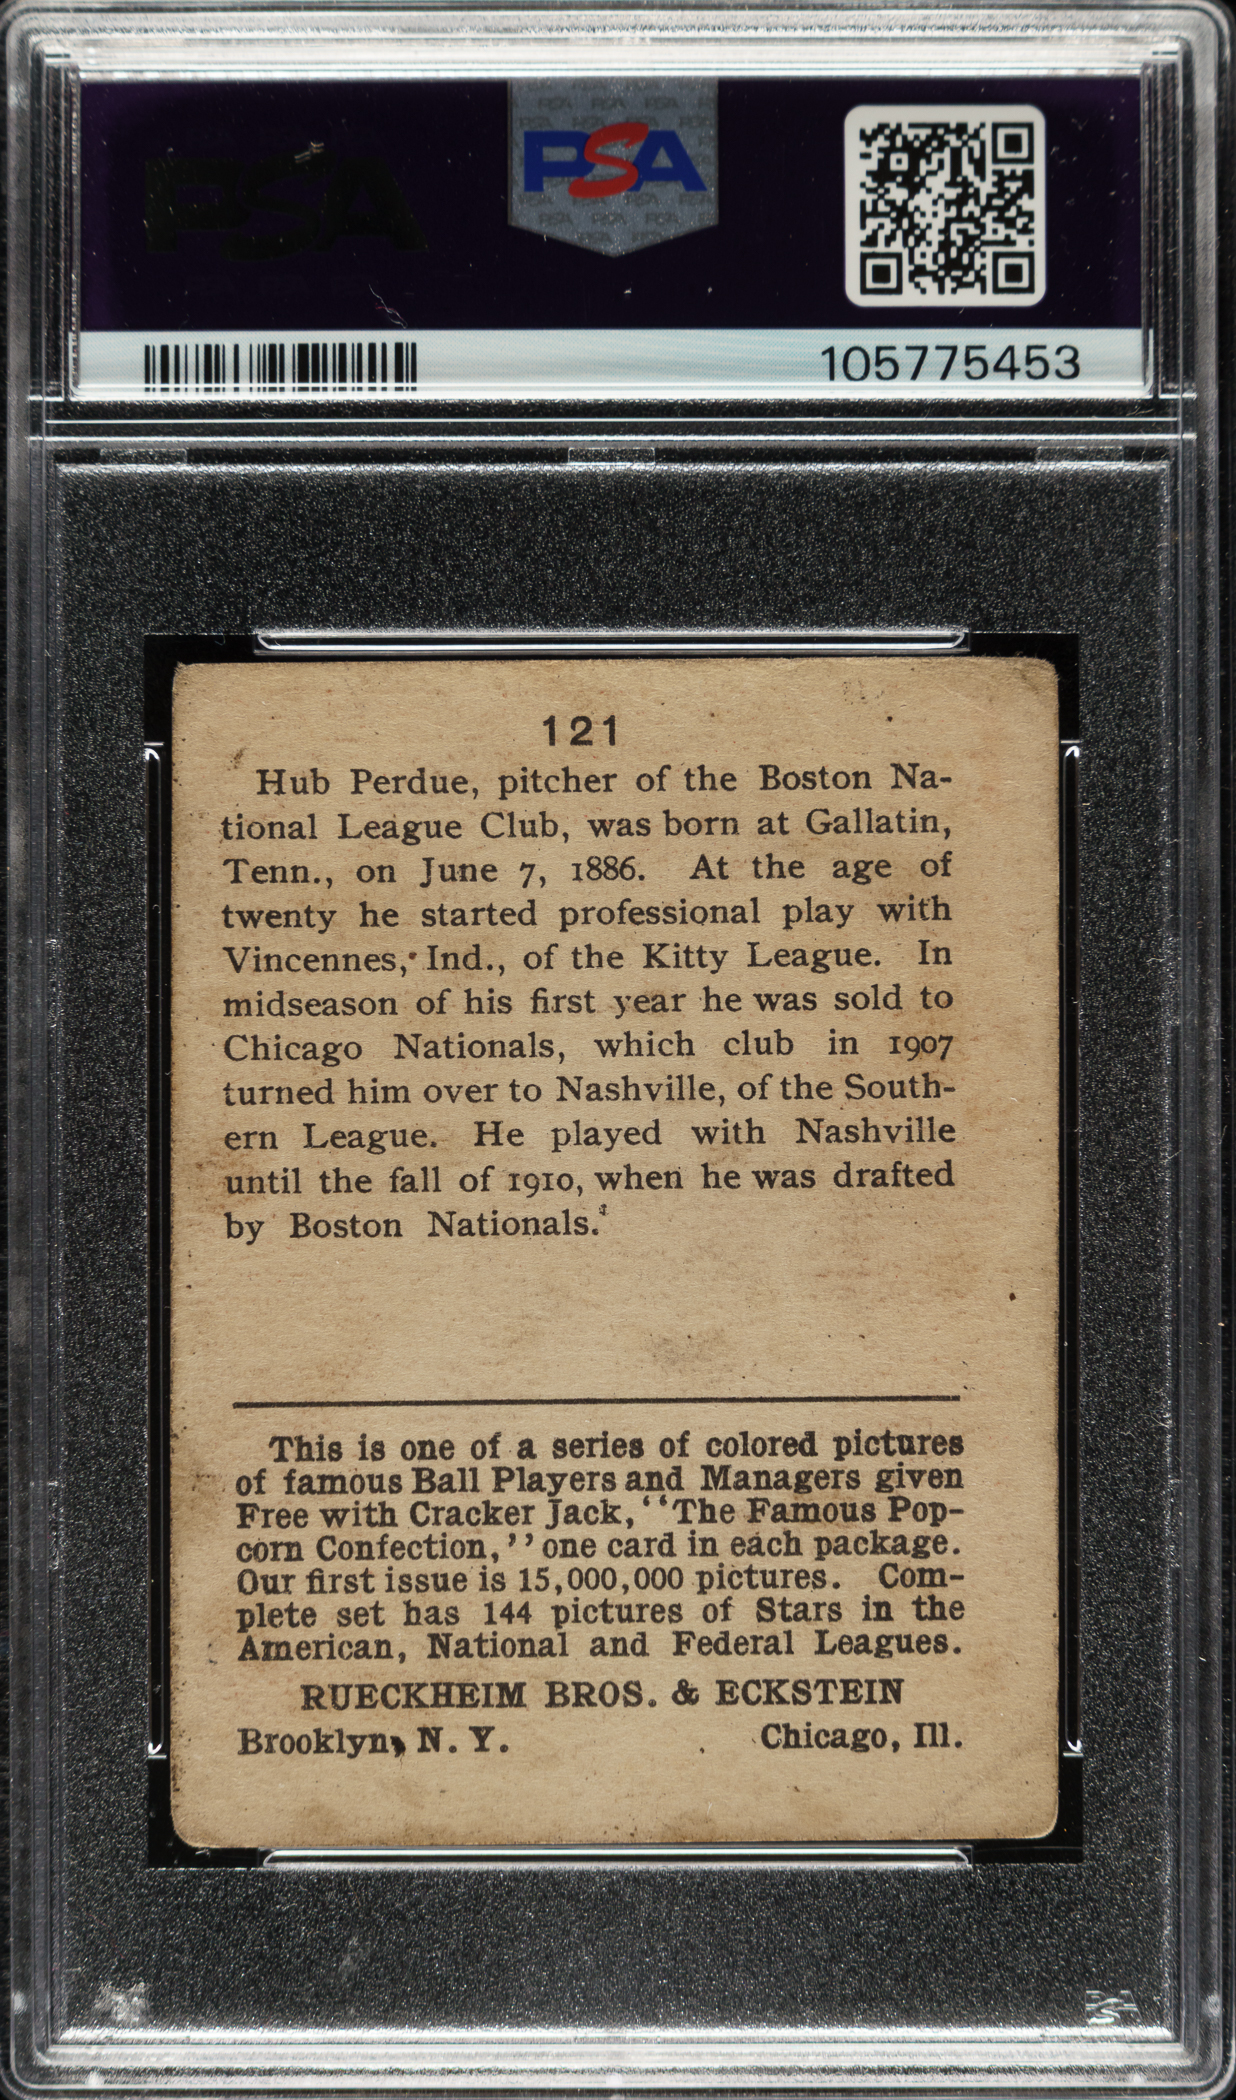 PSA
PSA
105775453
121
Hub Perdue, pitcher of the Boston Na-
tional League Club, was born at Gallatin,
Tenn., on June 7, 1886. At the age of
twenty he started professional play with
Vincennes, Ind., of the Kitty League. In
midseason of his first year he was sold to
Chicago Nationals, which club in 1907
turned him over to Nashville, of the South-
ern League. He played with Nashville
until the fall of 1910, when he was drafted
by Boston Nationals.
This is one of a series of colored pictures
of famous Ball Players and Managers given
Free with Cracker Jack, "The Famous Pop-
corn Confection," one card in each package.
Our first issue is 15,000,000 pictures. Com-
plete set has 144 pictures of Stars in the
American, National and Federal Leagues.
RUECKHEIM BROS. & ECKSTEIN
Brooklyn, N. Y. Chicago, Ill.
PSA